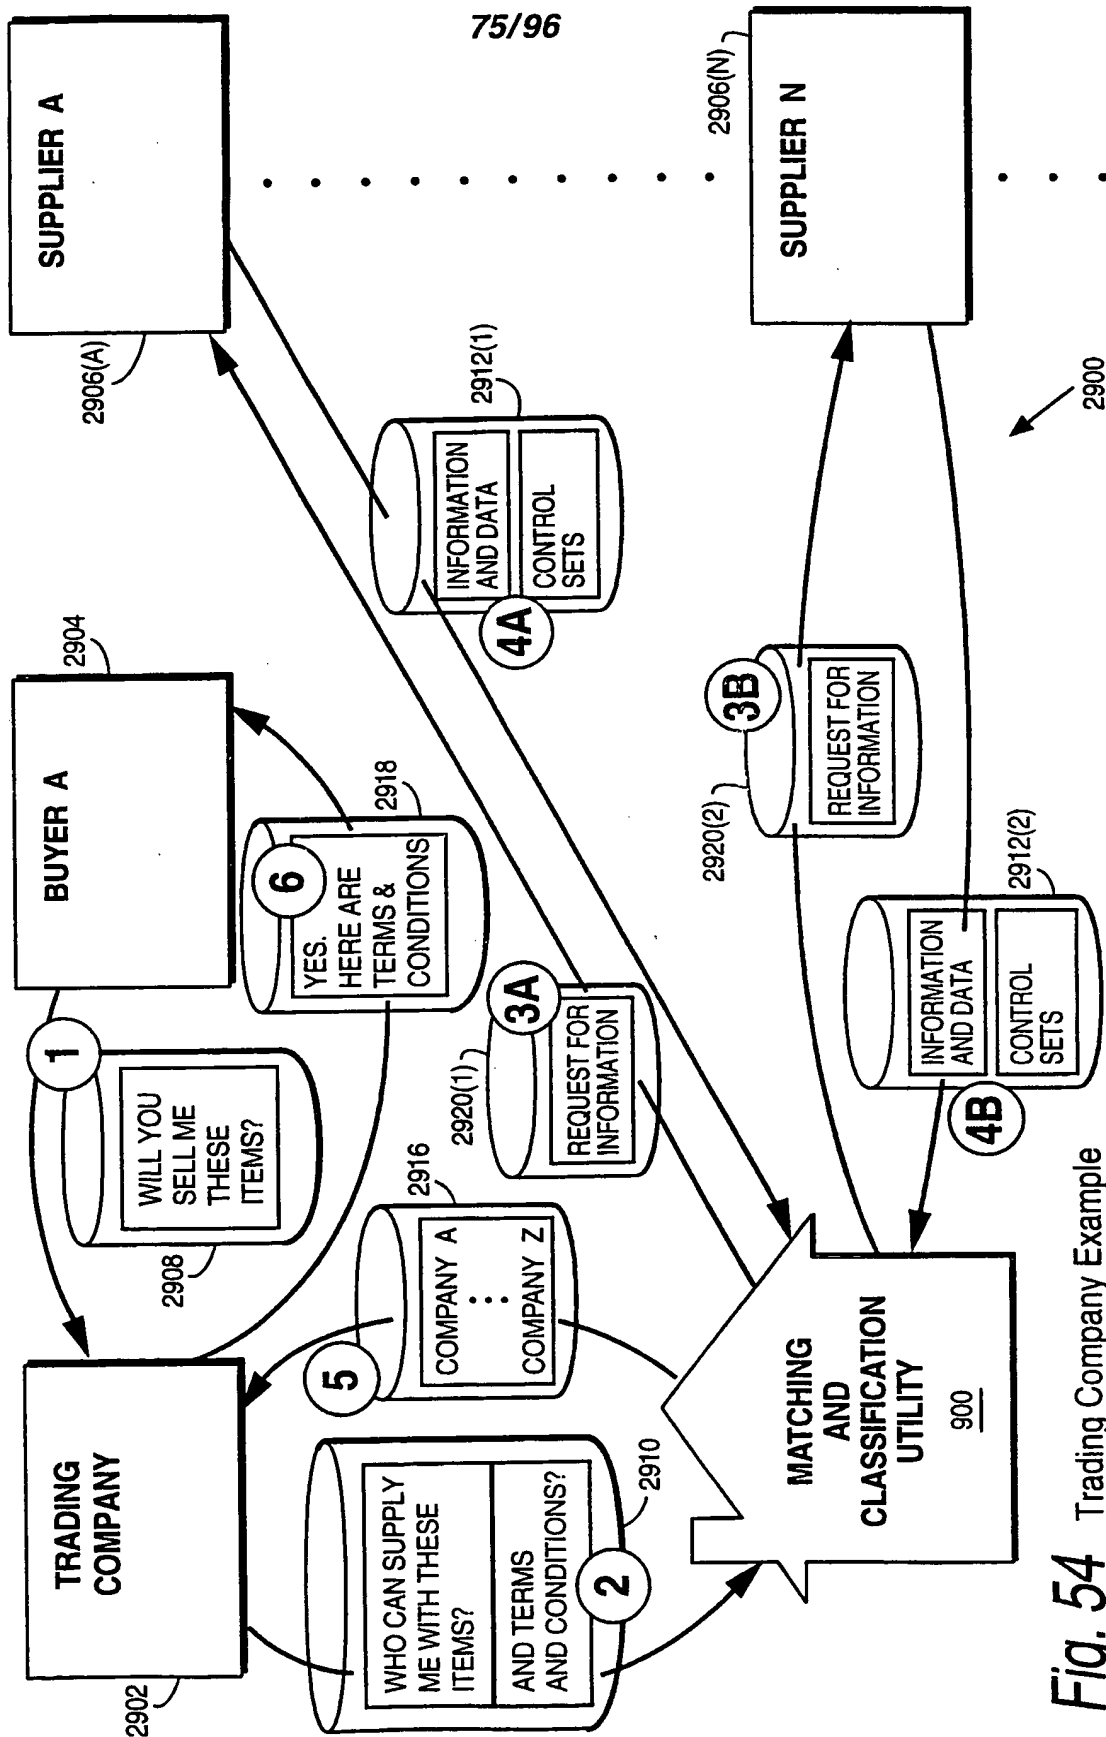 75/96
TRADING
COMPANY
2902
BUYER A
2904
SUPPLIER A
2906(A)
1
WILL YOU
SELL ME
THESE
ITEMS?
2908
6
YES.
HERE ARE
TERMS &
CONDITIONS
2918
WHO CAN SUPPLY
ME WITH THESE
ITEMS?
AND TERMS
AND CONDITIONS?
2
2910
5
COMPANY A
COMPANY Z
2916
3A
REQUEST FOR
INFORMATION
2920(1)
4A
INFORMATION
AND DATA
CONTROL
SETS
2912(1)
MATCHING
AND
CLASSIFICATION
UTILITY
900
3B
REQUEST FOR
INFORMATION
2920(2)
4B
INFORMATION
AND DATA
CONTROL
SETS
2912(2)
SUPPLIER N
2906(N)
2900
Fig. 54 Trading Company Example